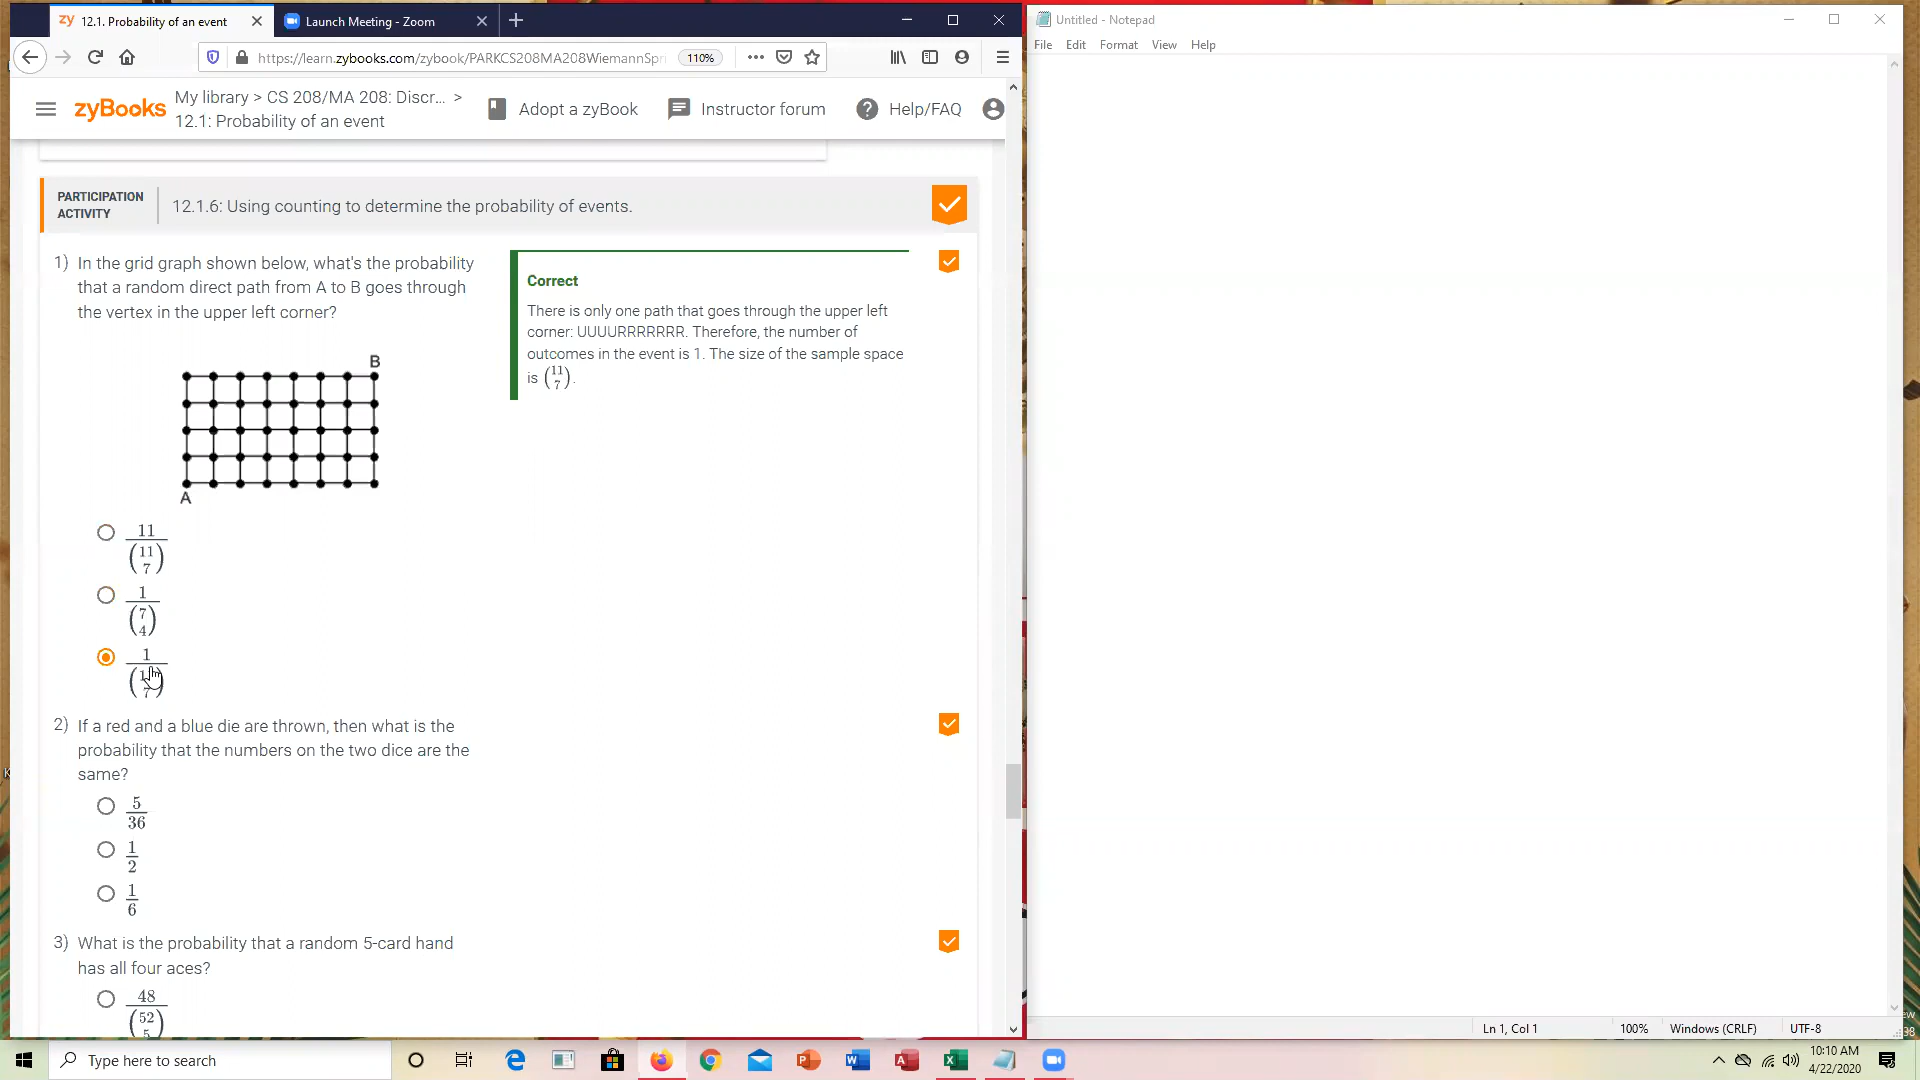 12.1. Probability of an event
Launch Meeting - Zoom
https://learn.zybooks.com/zybook/PARKCS208MA208WiemannSpri
110%
zyBooks
My library > CS 208/MA 208: Discr... >
12.1: Probability of an event
Adopt a zyBook
Instructor forum
Help/FAQ
PARTICIPATION
ACTIVITY
12.1.6: Using counting to determine the probability of events.
1) In the grid graph shown below, what's the probability
that a random direct path from A to B goes through
the vertex in the upper left corner?
B
A
11
(11
7)
1
(7
4)
1
7
Correct
There is only one path that goes through the upper left
corner: UUUURRRRRRR. Therefore, the number of
outcomes in the event is 1. The size of the sample space
is (11
7).
2) If a red and a blue die are thrown, then what is the
probability that the numbers on the two dice are the
same?
5
36
1
2
1
6
3) What is the probability that a random 5-card hand
has all four aces?
48
(52
5
Untitled - Notepad
File Edit Format View Help
Ln 1, Col 1
100%
Windows (CRLF)
UTF-8
Type here to search
10:10 AM
4/22/2020